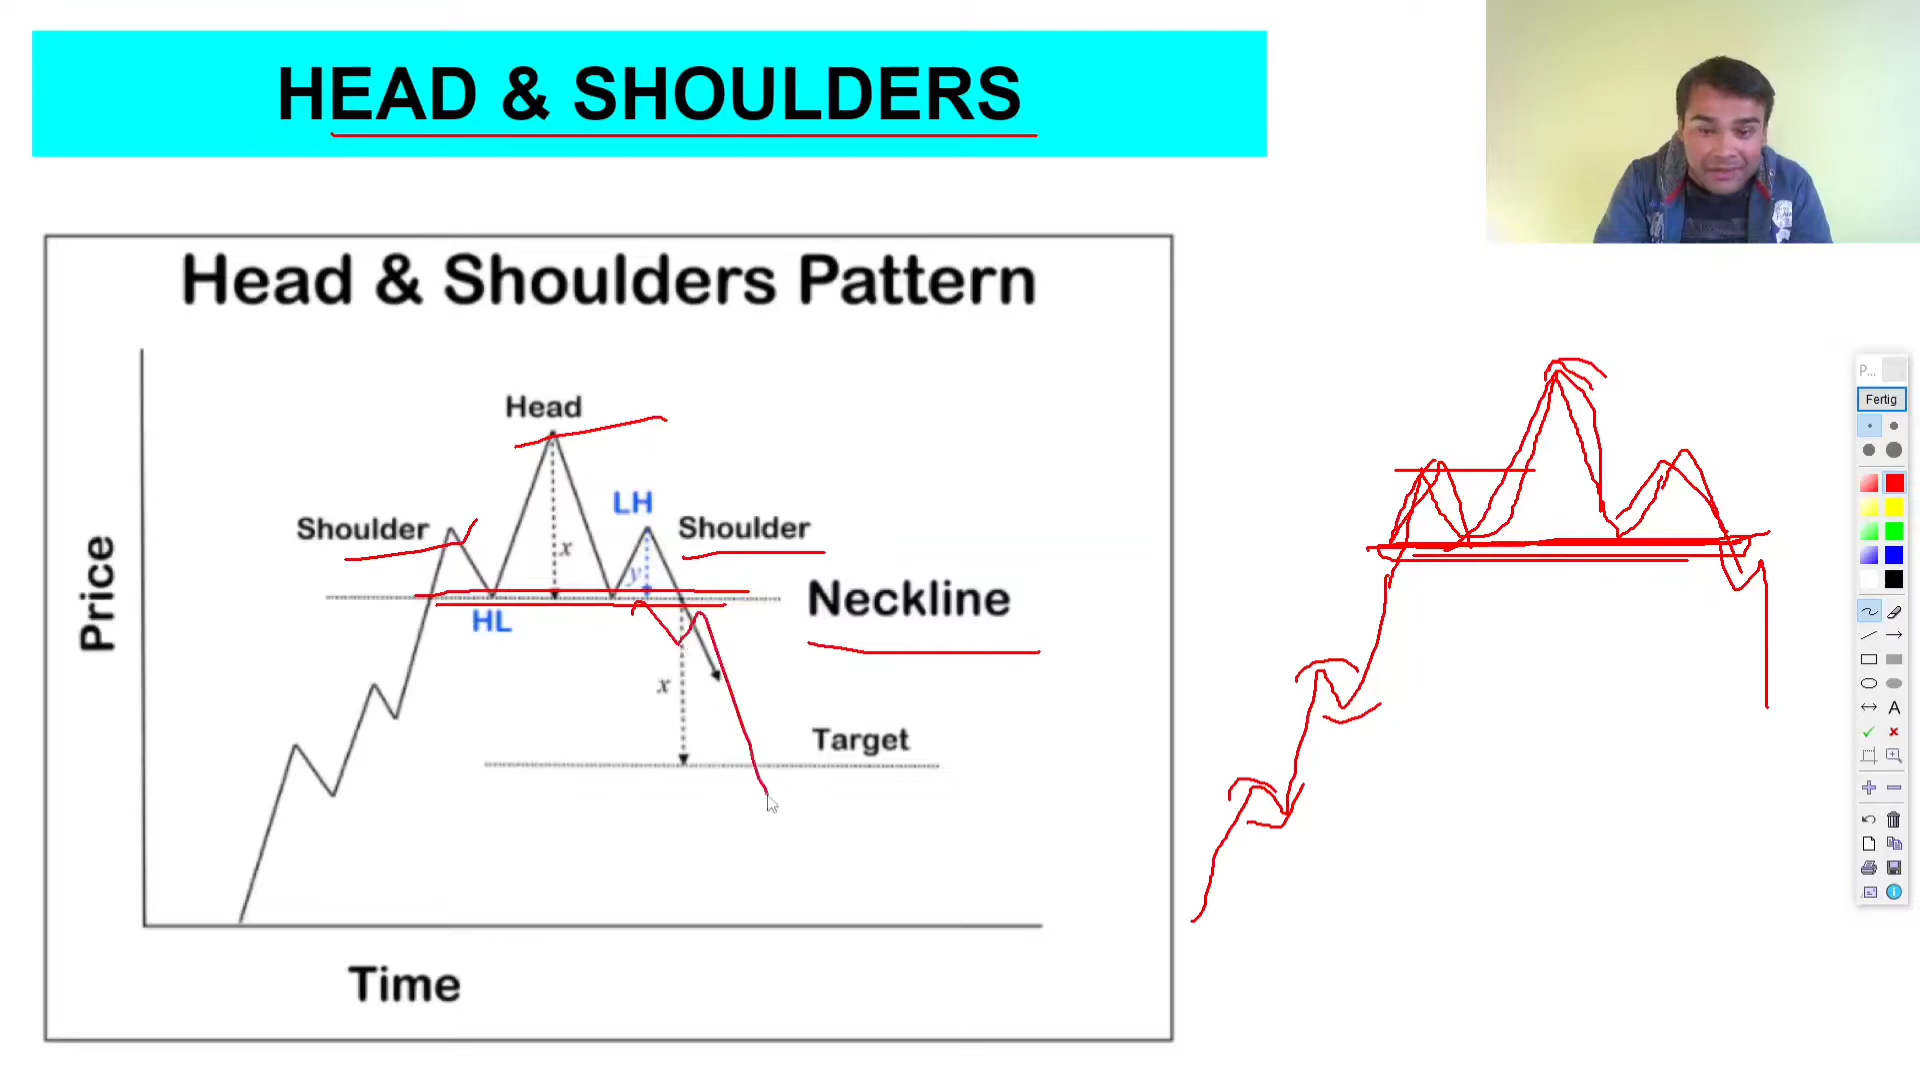 HEAD & SHOULDERS
Head & Shoulders Pattern
Head
LH
Shoulder
Shoulder
x
y
Neckline
HL
Price
x
Target
Time
P...
Fertig
A